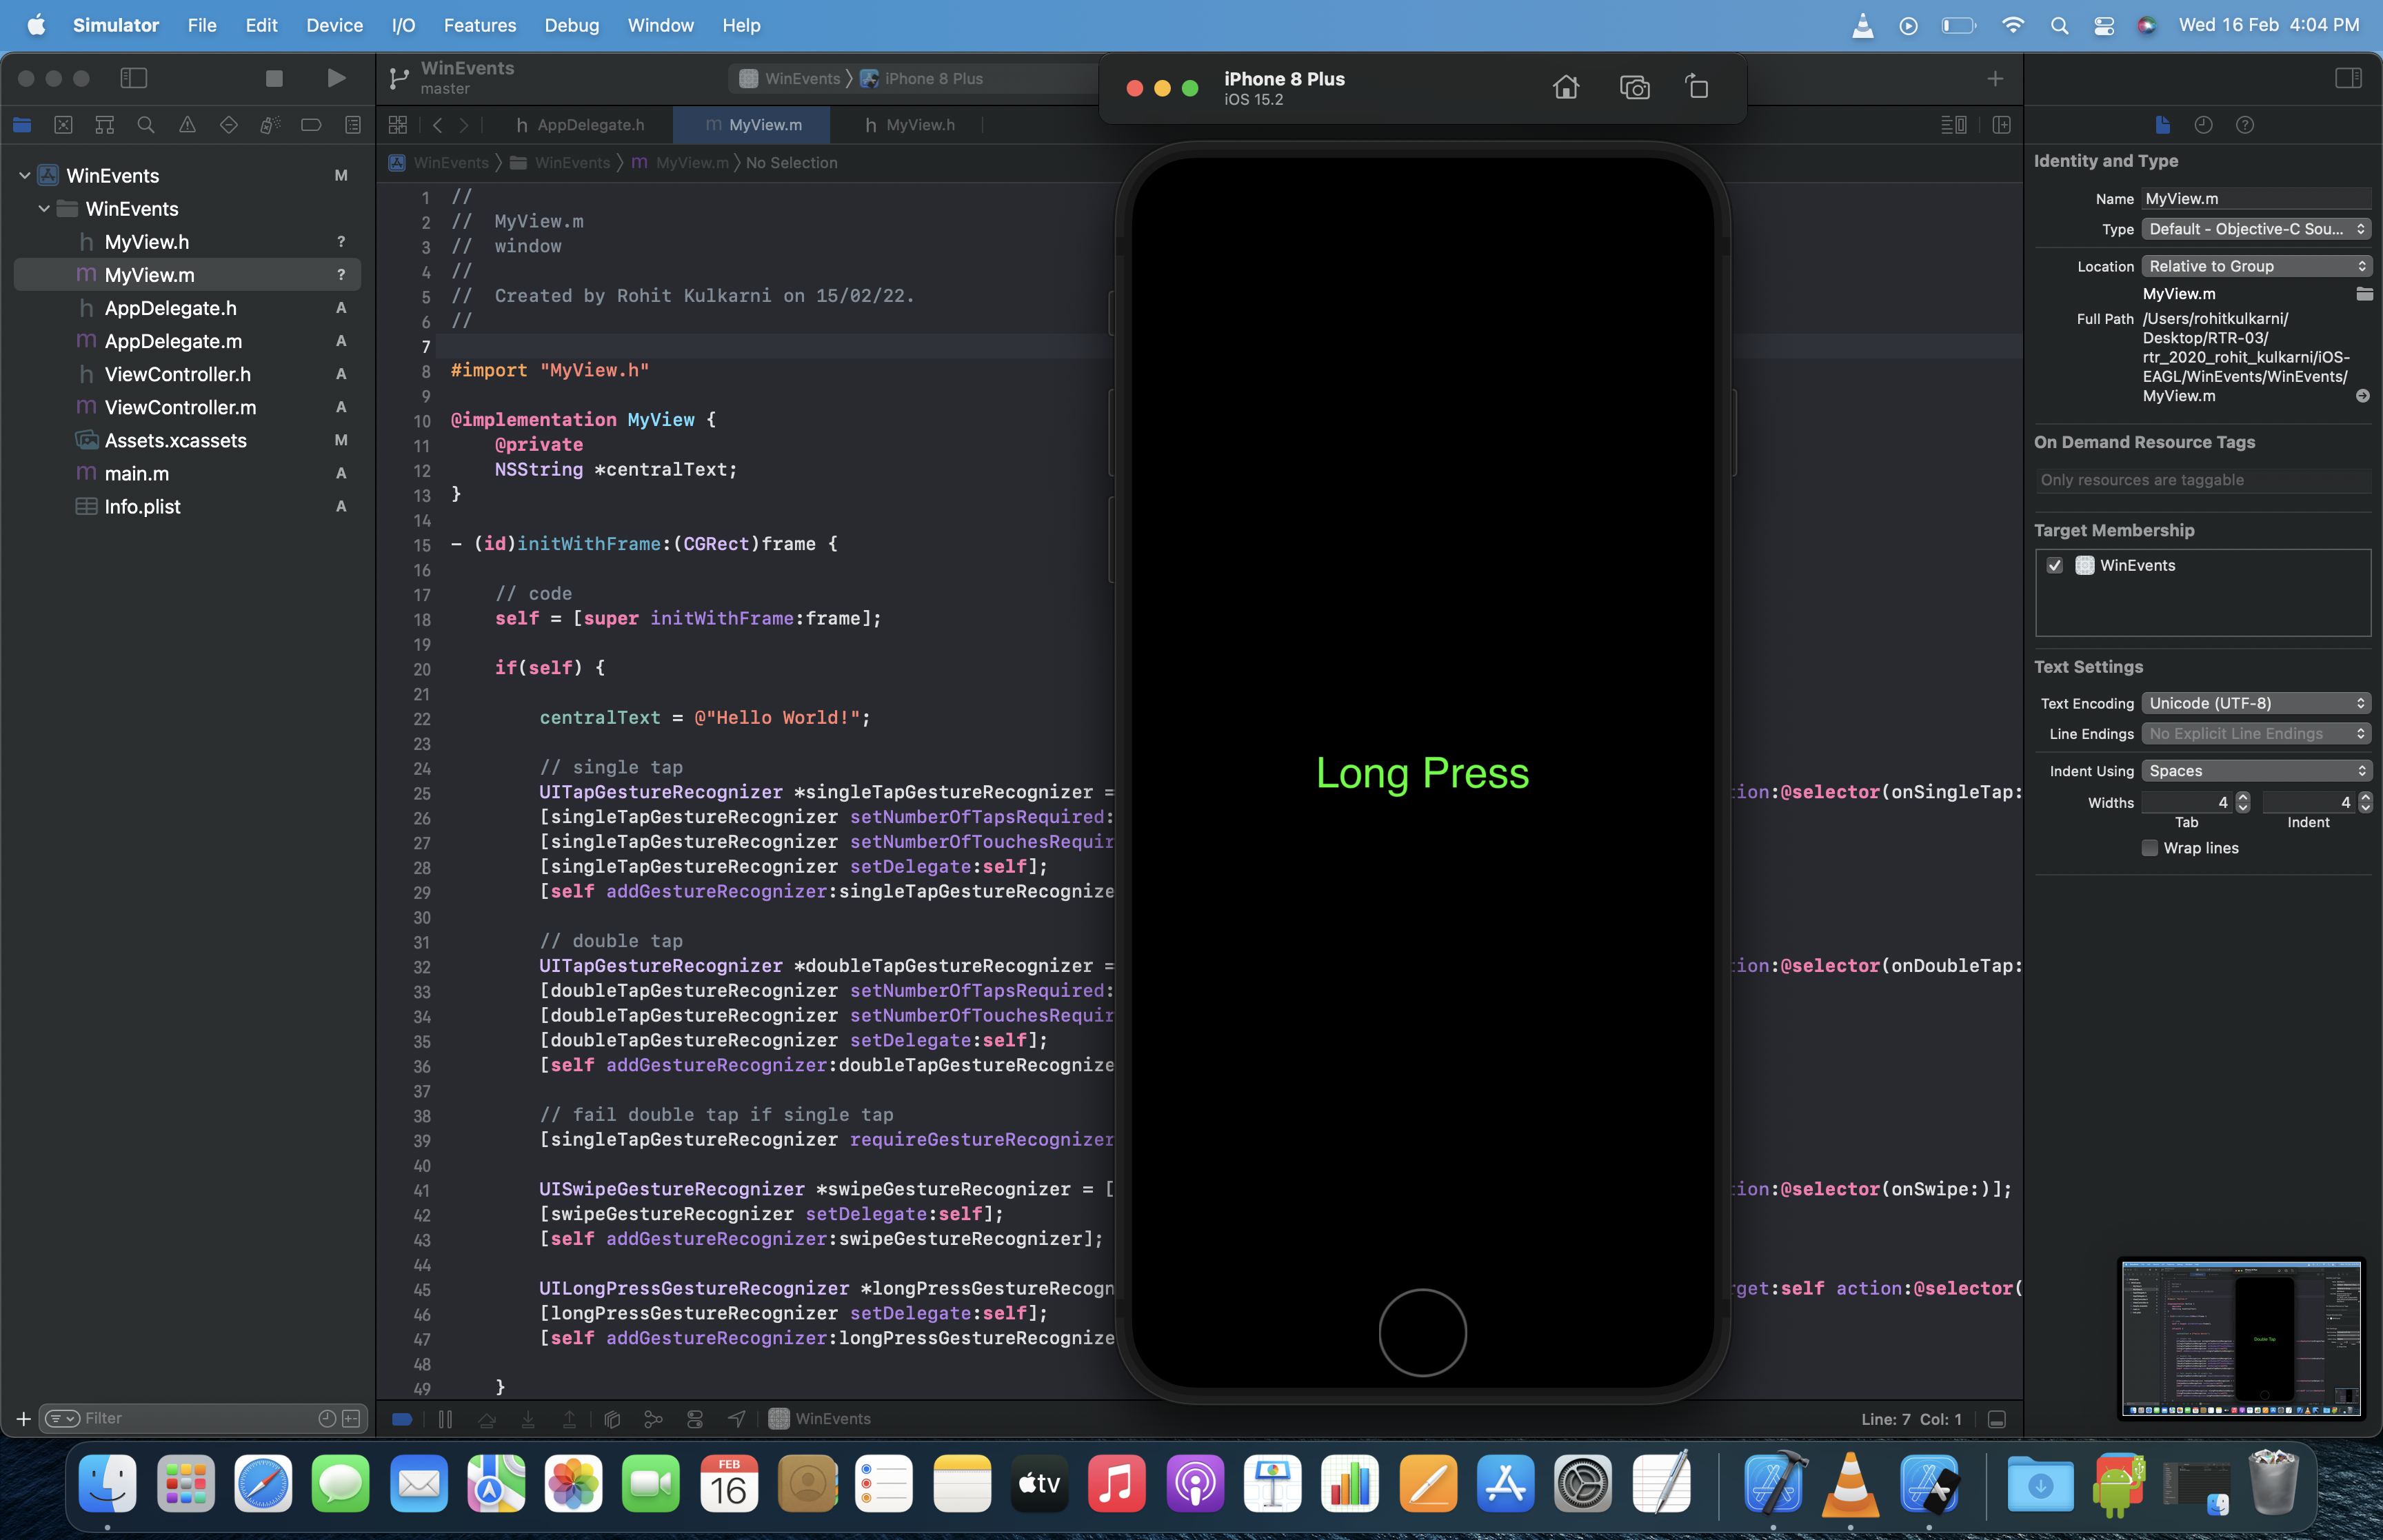 Simulator File Edit Device I/O Features Debug Window Help
Wed 16 Feb 4:04 PM
WinEvents
master
WinEvents iPhone 8 Plus
iPhone 8 Plus
iOS 15.2
h AppDelegate.h
m MyView.m
h MyView.h
WinEvents WinEvents m MyView.m No Selection
WinEvents M
WinEvents
h MyView.h ?
m MyView.m ?
h AppDelegate.h A
m AppDelegate.m A
h ViewController.h A
m ViewController.m A
Assets.xcassets M
m main.m A
Info.plist A
Filter
1 //
2 // MyView.m
3 // window
4 //
5 // Created by Rohit Kulkarni on 15/02/22.
6 //
7
8 #import "MyView.h"
9
10 @implementation MyView {
11 @private
12 NSString *centralText;
13 }
14
15 - (id)initWithFrame:(CGRect)frame {
16
17 // code
18 self = [super initWithFrame:frame];
19
20 if(self) {
21
22 centralText = @"Hello World!";
23
24 // single tap
25 UITapGestureRecognizer *singleTapGestureRecognizer = tion:@selector(onSingleTap:
26 [singleTapGestureRecognizer setNumberOfTapsRequired:
27 [singleTapGestureRecognizer setNumberOfTouchesRequir
28 [singleTapGestureRecognizer setDelegate:self];
29 [self addGestureRecognizer:singleTapGestureRecognize
30
31 // double tap
32 UITapGestureRecognizer *doubleTapGestureRecognizer = tion:@selector(onDoubleTap:
33 [doubleTapGestureRecognizer setNumberOfTapsRequired:
34 [doubleTapGestureRecognizer setNumberOfTouchesRequir
35 [doubleTapGestureRecognizer setDelegate:self];
36 [self addGestureRecognizer:doubleTapGestureRecognize
37
38 // fail double tap if single tap
39 [singleTapGestureRecognizer requireGestureRecognizer
40
41 UISwipeGestureRecognizer *swipeGestureRecognizer = [ tion:@selector(onSwipe:)];
42 [swipeGestureRecognizer setDelegate:self];
43 [self addGestureRecognizer:swipeGestureRecognizer];
44
45 UILongPressGestureRecognizer *longPressGestureRecogn rget:self action:@selector(
46 [longPressGestureRecognizer setDelegate:self];
47 [self addGestureRecognizer:longPressGestureRecognize
48
49 }
Long Press
WinEvents
Line: 7 Col: 1
Identity and Type
Name MyView.m
Type Default - Objective-C Sou...
Location Relative to Group
MyView.m
Full Path /Users/rohitkulkarni/
Desktop/RTR-03/
rtr_2020_rohit_kulkarni/iOS-
EAGL/WinEvents/WinEvents/
MyView.m
On Demand Resource Tags
Only resources are taggable
Target Membership
WinEvents
Text Settings
Text Encoding Unicode (UTF-8)
Line Endings No Explicit Line Endings
Indent Using Spaces
Widths 4 4
Tab Indent
Wrap lines
Double Tap
FEB
16
tv